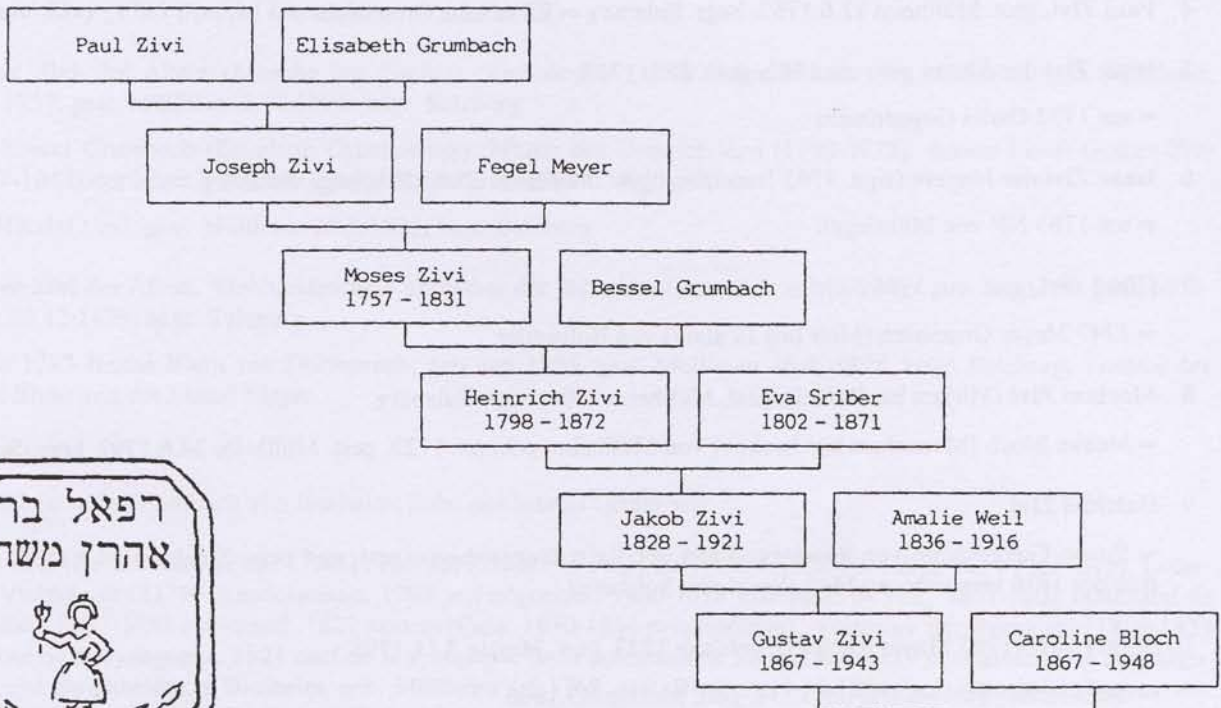 Paul Zivi
Elisabeth Grumbach
Joseph Zivi
Fegel Meyer
Moses Zivi
1757 - 1831
Bessel Grumbach
Heinrich Zivi
1798 - 1872
Eva Sriber
1802 - 1871
Jakob Zivi
1828 - 1921
Amalie Weil
1836 - 1916
Gustav Zivi
1867 - 1943
Caroline Bloch
1867 - 1948
רפאל בר
אהרן משר